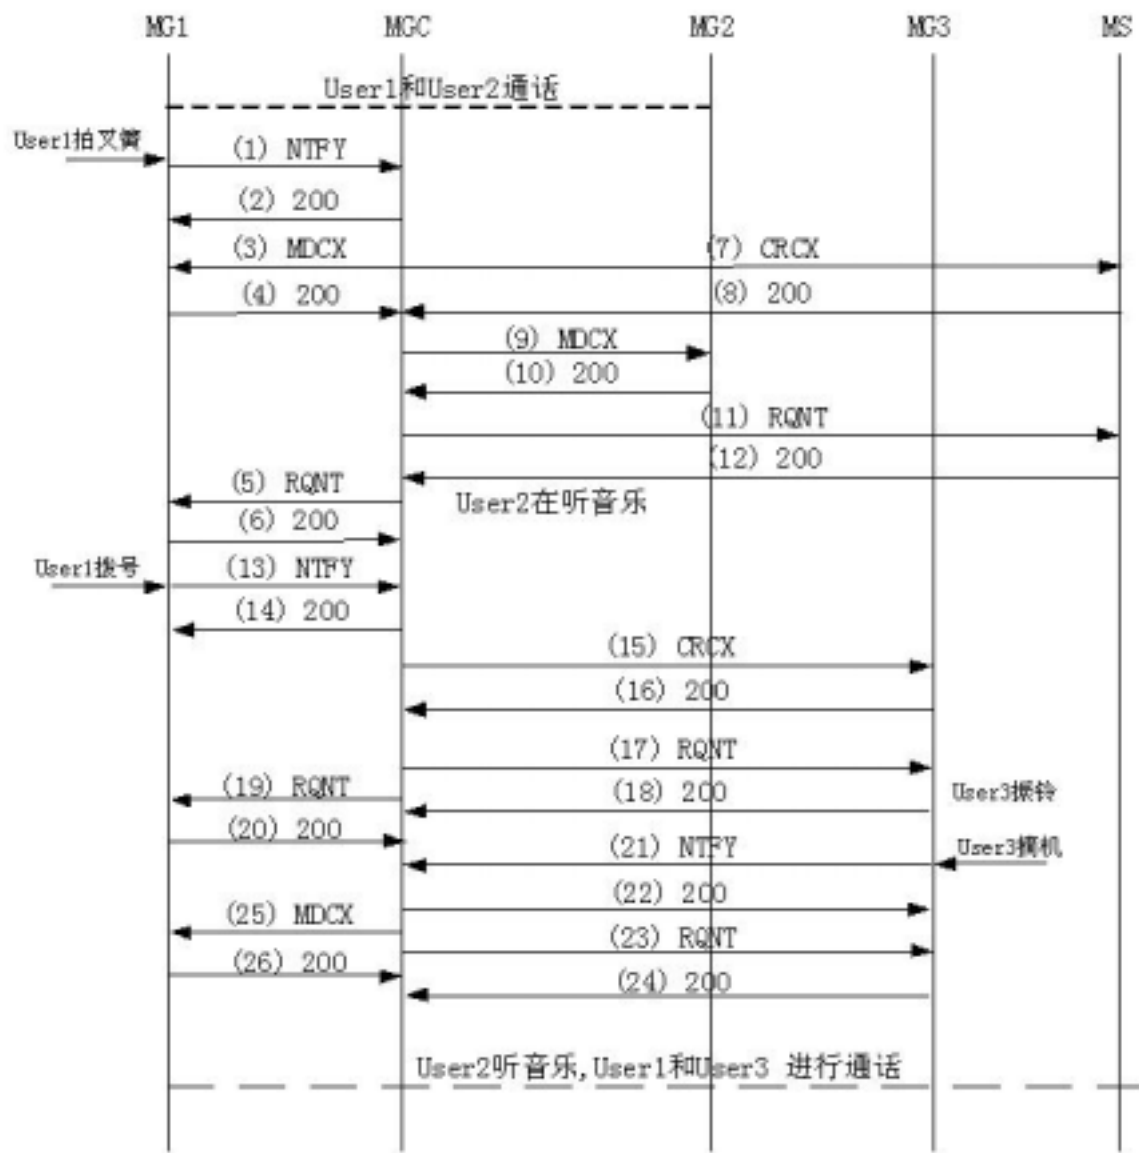 MG1 MGC MG2 MG3 MS
User1和User2通话
User1拍叉簧
(1) NTFY
(2) 200
(3) MDCX (7) CRCX
(4) 200 (8) 200
(9) MDCX
(10) 200
(11) RQNT
(12) 200
(5) RQNT
User2在听音乐
(6) 200
User1拨号 (13) NTFY
(14) 200
(15) CRCX
(16) 200
(17) RQNT
(19) RQNT (18) 200 User3振铃
(20) 200
(21) NTFY User3摘机
(22) 200
(25) MDCX
(23) RQNT
(26) 200
(24) 200
User2听音乐,User1和User3 进行通话